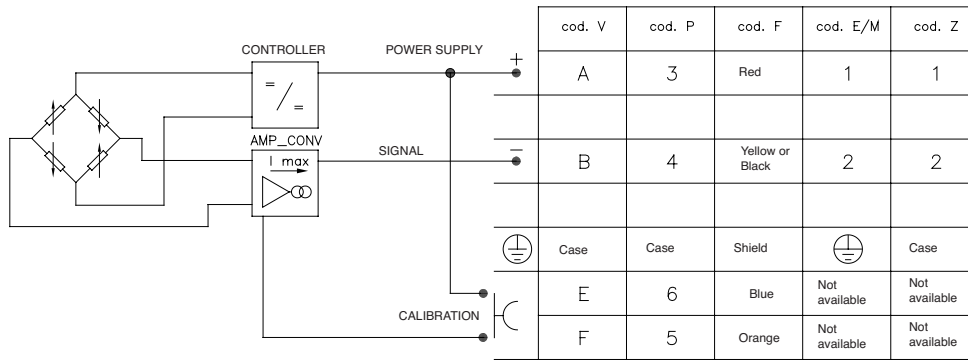 cod. V cod. P cod. F cod. E/M cod. Z
CONTROLLER POWER SUPPLY
= / =
+ A 3 Red 1 1
AMP_CONV
I max
SIGNAL
− B 4 Yellow or Black 2 2
Case Case Shield Case
E 6 Blue Not available Not available
CALIBRATION
F 5 Orange Not available Not available